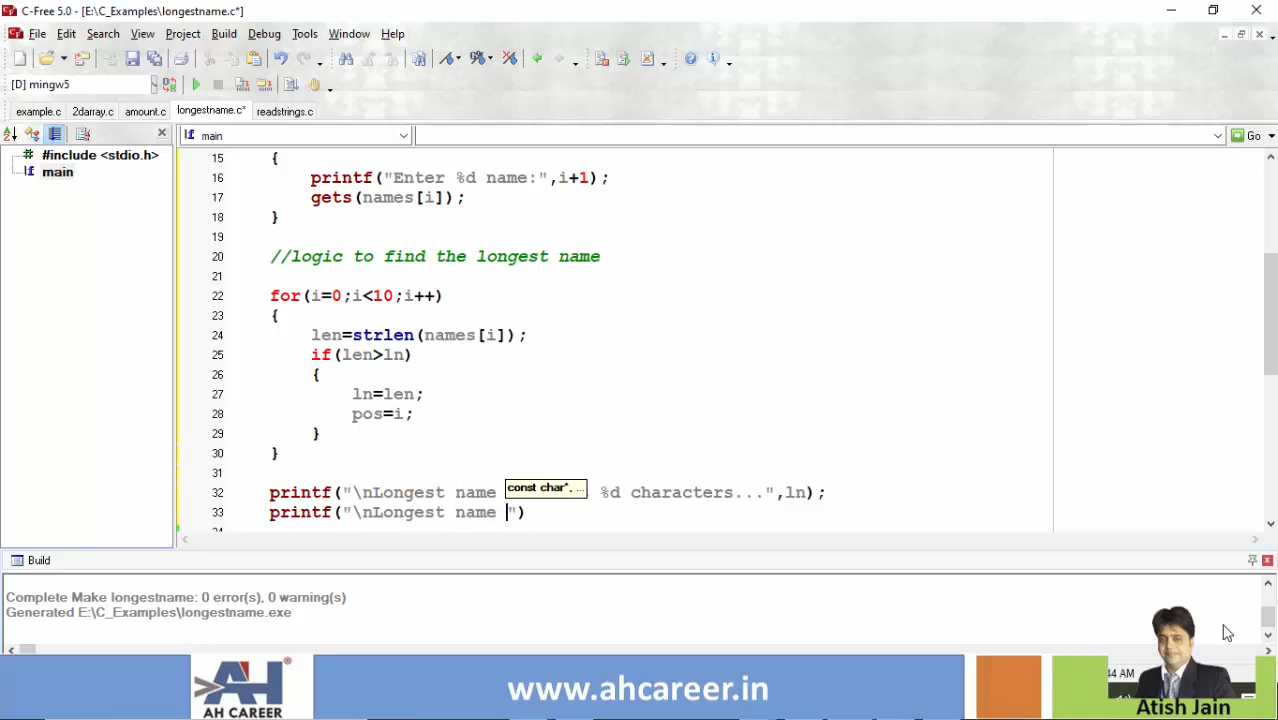 C-Free 5.0 - [E:\C_Examples\longestname.c*]
File Edit Search View Project Build Debug Tools Window Help
[D] mingw5
example.c 2darray.c amount.c longestname.c* readstrings.c
main
Go
#include <stdio.h>
main
15 {
16 printf("Enter %d name:",i+1);
17 gets(names[i]);
18 }
19
20 //logic to find the longest name
21
22 for(i=0;i<10;i++)
23 {
24 len=strlen(names[i]);
25 if(len>ln)
26 {
27 ln=len;
28 pos=i;
29 }
30 }
31
const char*, ...
32 printf("\nLongest name %d characters...",ln);
33 printf("\nLongest name ")
Build
Complete Make longestname: 0 error(s), 0 warning(s)
Generated E:\C_Examples\longestname.exe
44 AM
AH
®
AH CAREER
www.ahcareer.in
Atish Jain